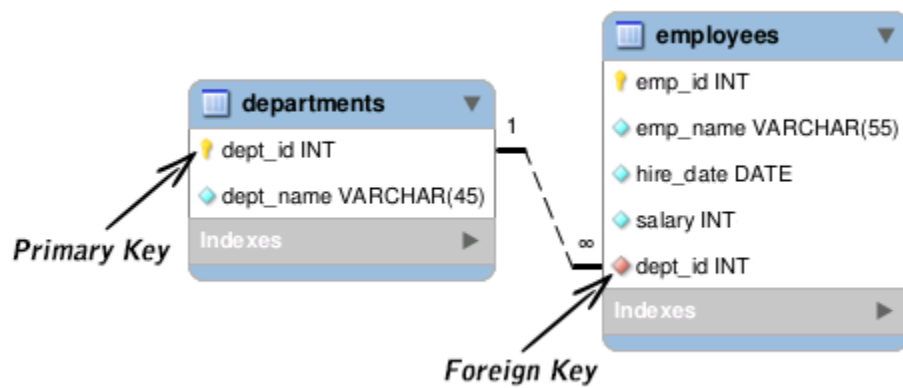 departments
dept_id INT
dept_name VARCHAR(45)
Indexes
Primary Key
1
∞
employees
emp_id INT
emp_name VARCHAR(55)
hire_date DATE
salary INT
dept_id INT
Indexes
Foreign Key